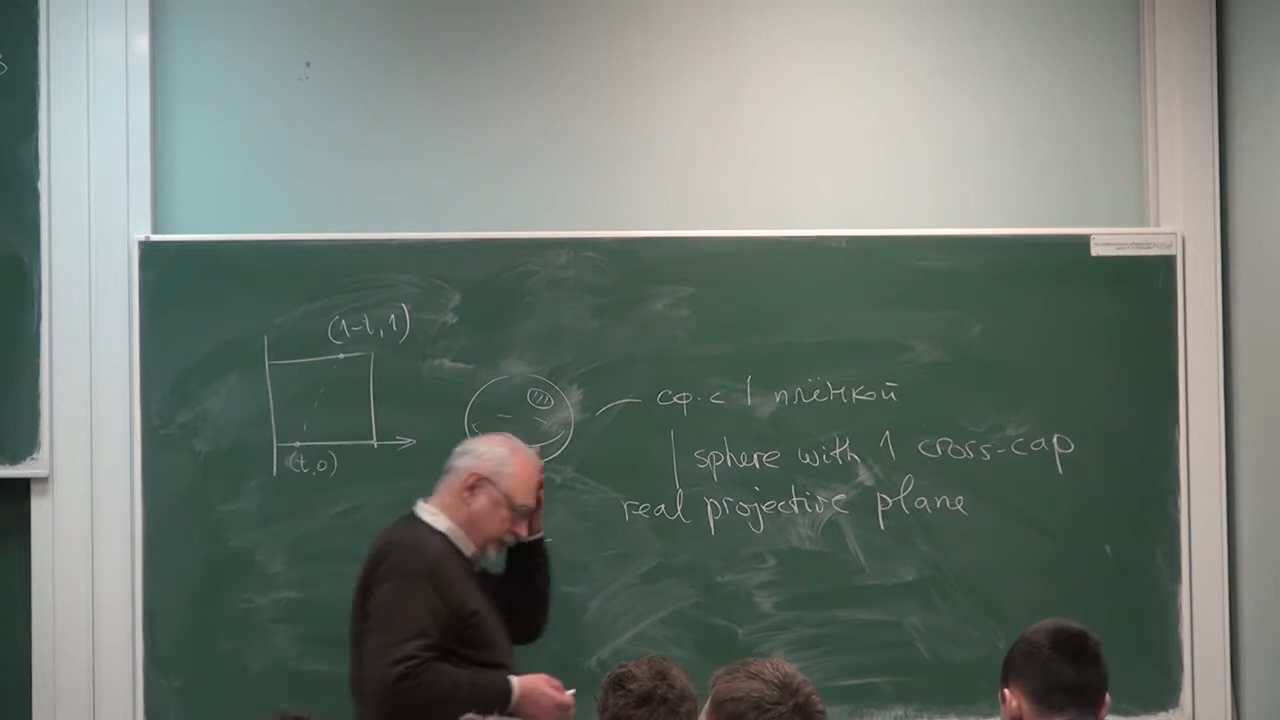 (1-t, 1)
(t,0)
сф. с 1 плёнкой
sphere with 1 cross-cap
real projective plane